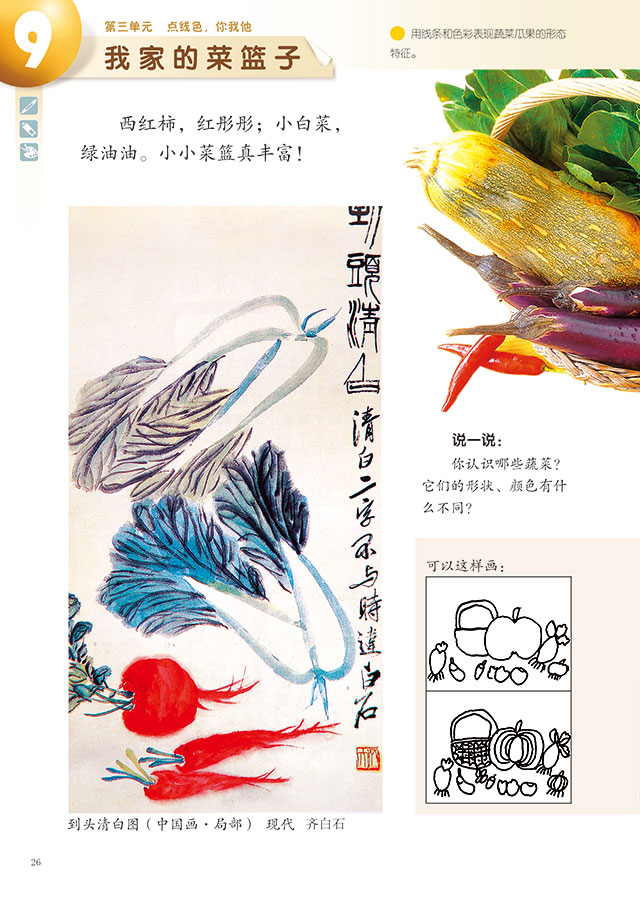 9
第三单元 点线色，你我他
我家的菜篮子
用线条和色彩表现蔬菜瓜果的形态
特征。
西红柿，红彤彤；小白菜，
绿油油。小小菜篮真丰富！
到頭清白
清白二字不与時違白石
说一说：
你认识哪些蔬菜？
它们的形状、颜色有什
么不同？
可以这样画：
到头清白图（中国画·局部） 现代 齐白石
26